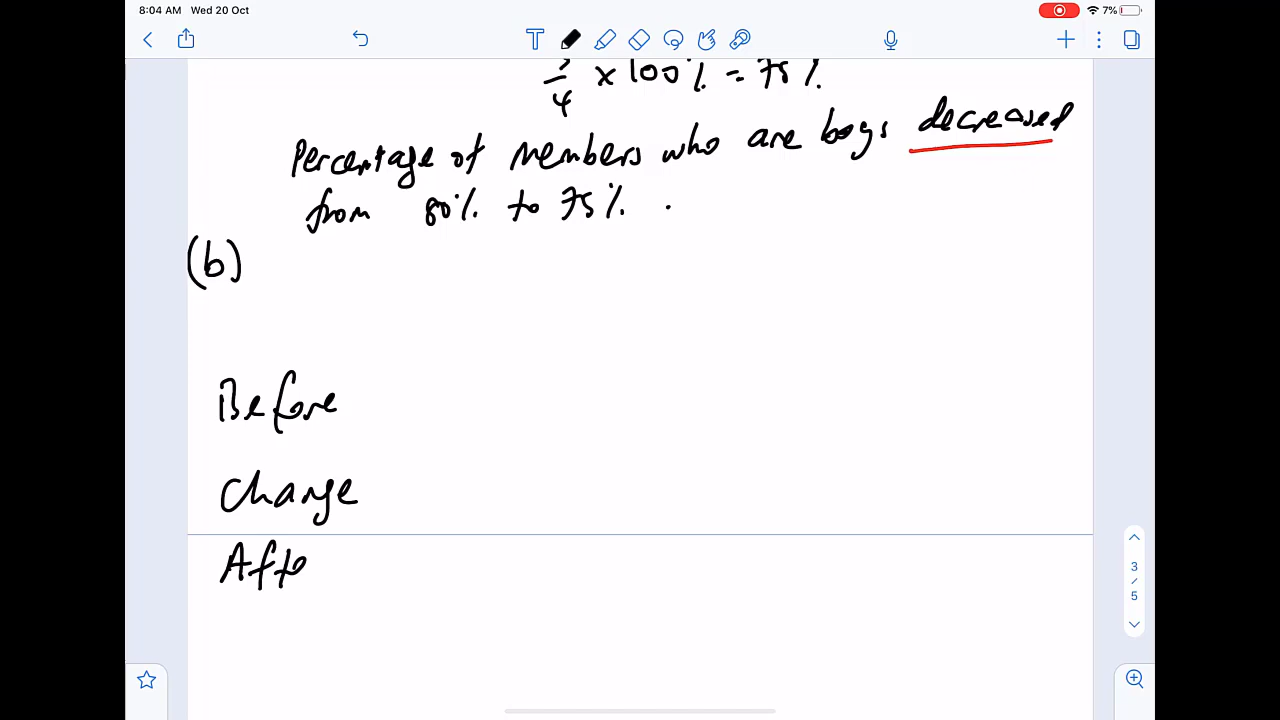 8:04 AM Wed 20 Oct
7%
3/4 x 100% = 75%
Percentage of members who are boys decreased
from 80% to 75%.
(b)
Before
Change
Afte
3
/
5